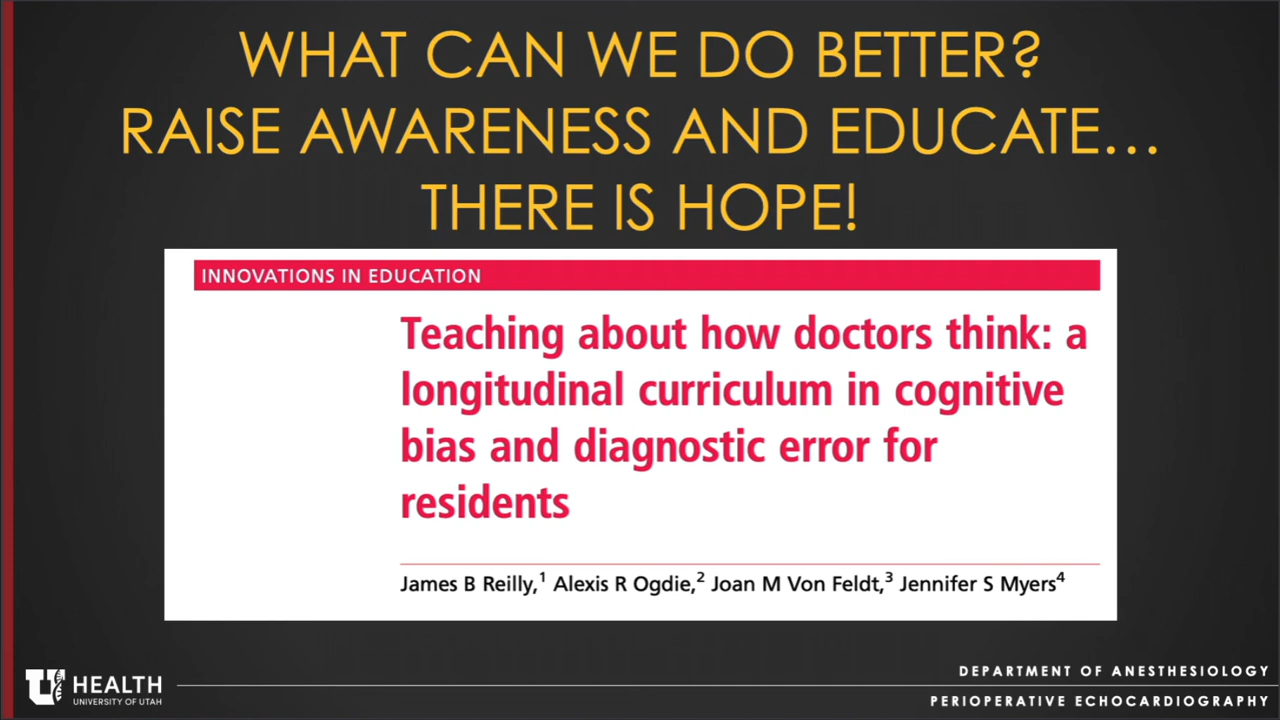 WHAT CAN WE DO BETTER?
RAISE AWARENESS AND EDUCATE...
THERE IS HOPE!
INNOVATIONS IN EDUCATION
Teaching about how doctors think: a
longitudinal curriculum in cognitive
bias and diagnostic error for
residents
James B Reilly,¹ Alexis R Ogdie,² Joan M Von Feldt,³ Jennifer S Myers⁴
U HEALTH
UNIVERSITY OF UTAH
DEPARTMENT OF ANESTHESIOLOGY
PERIOPERATIVE ECHOCARDIOGRAPHY